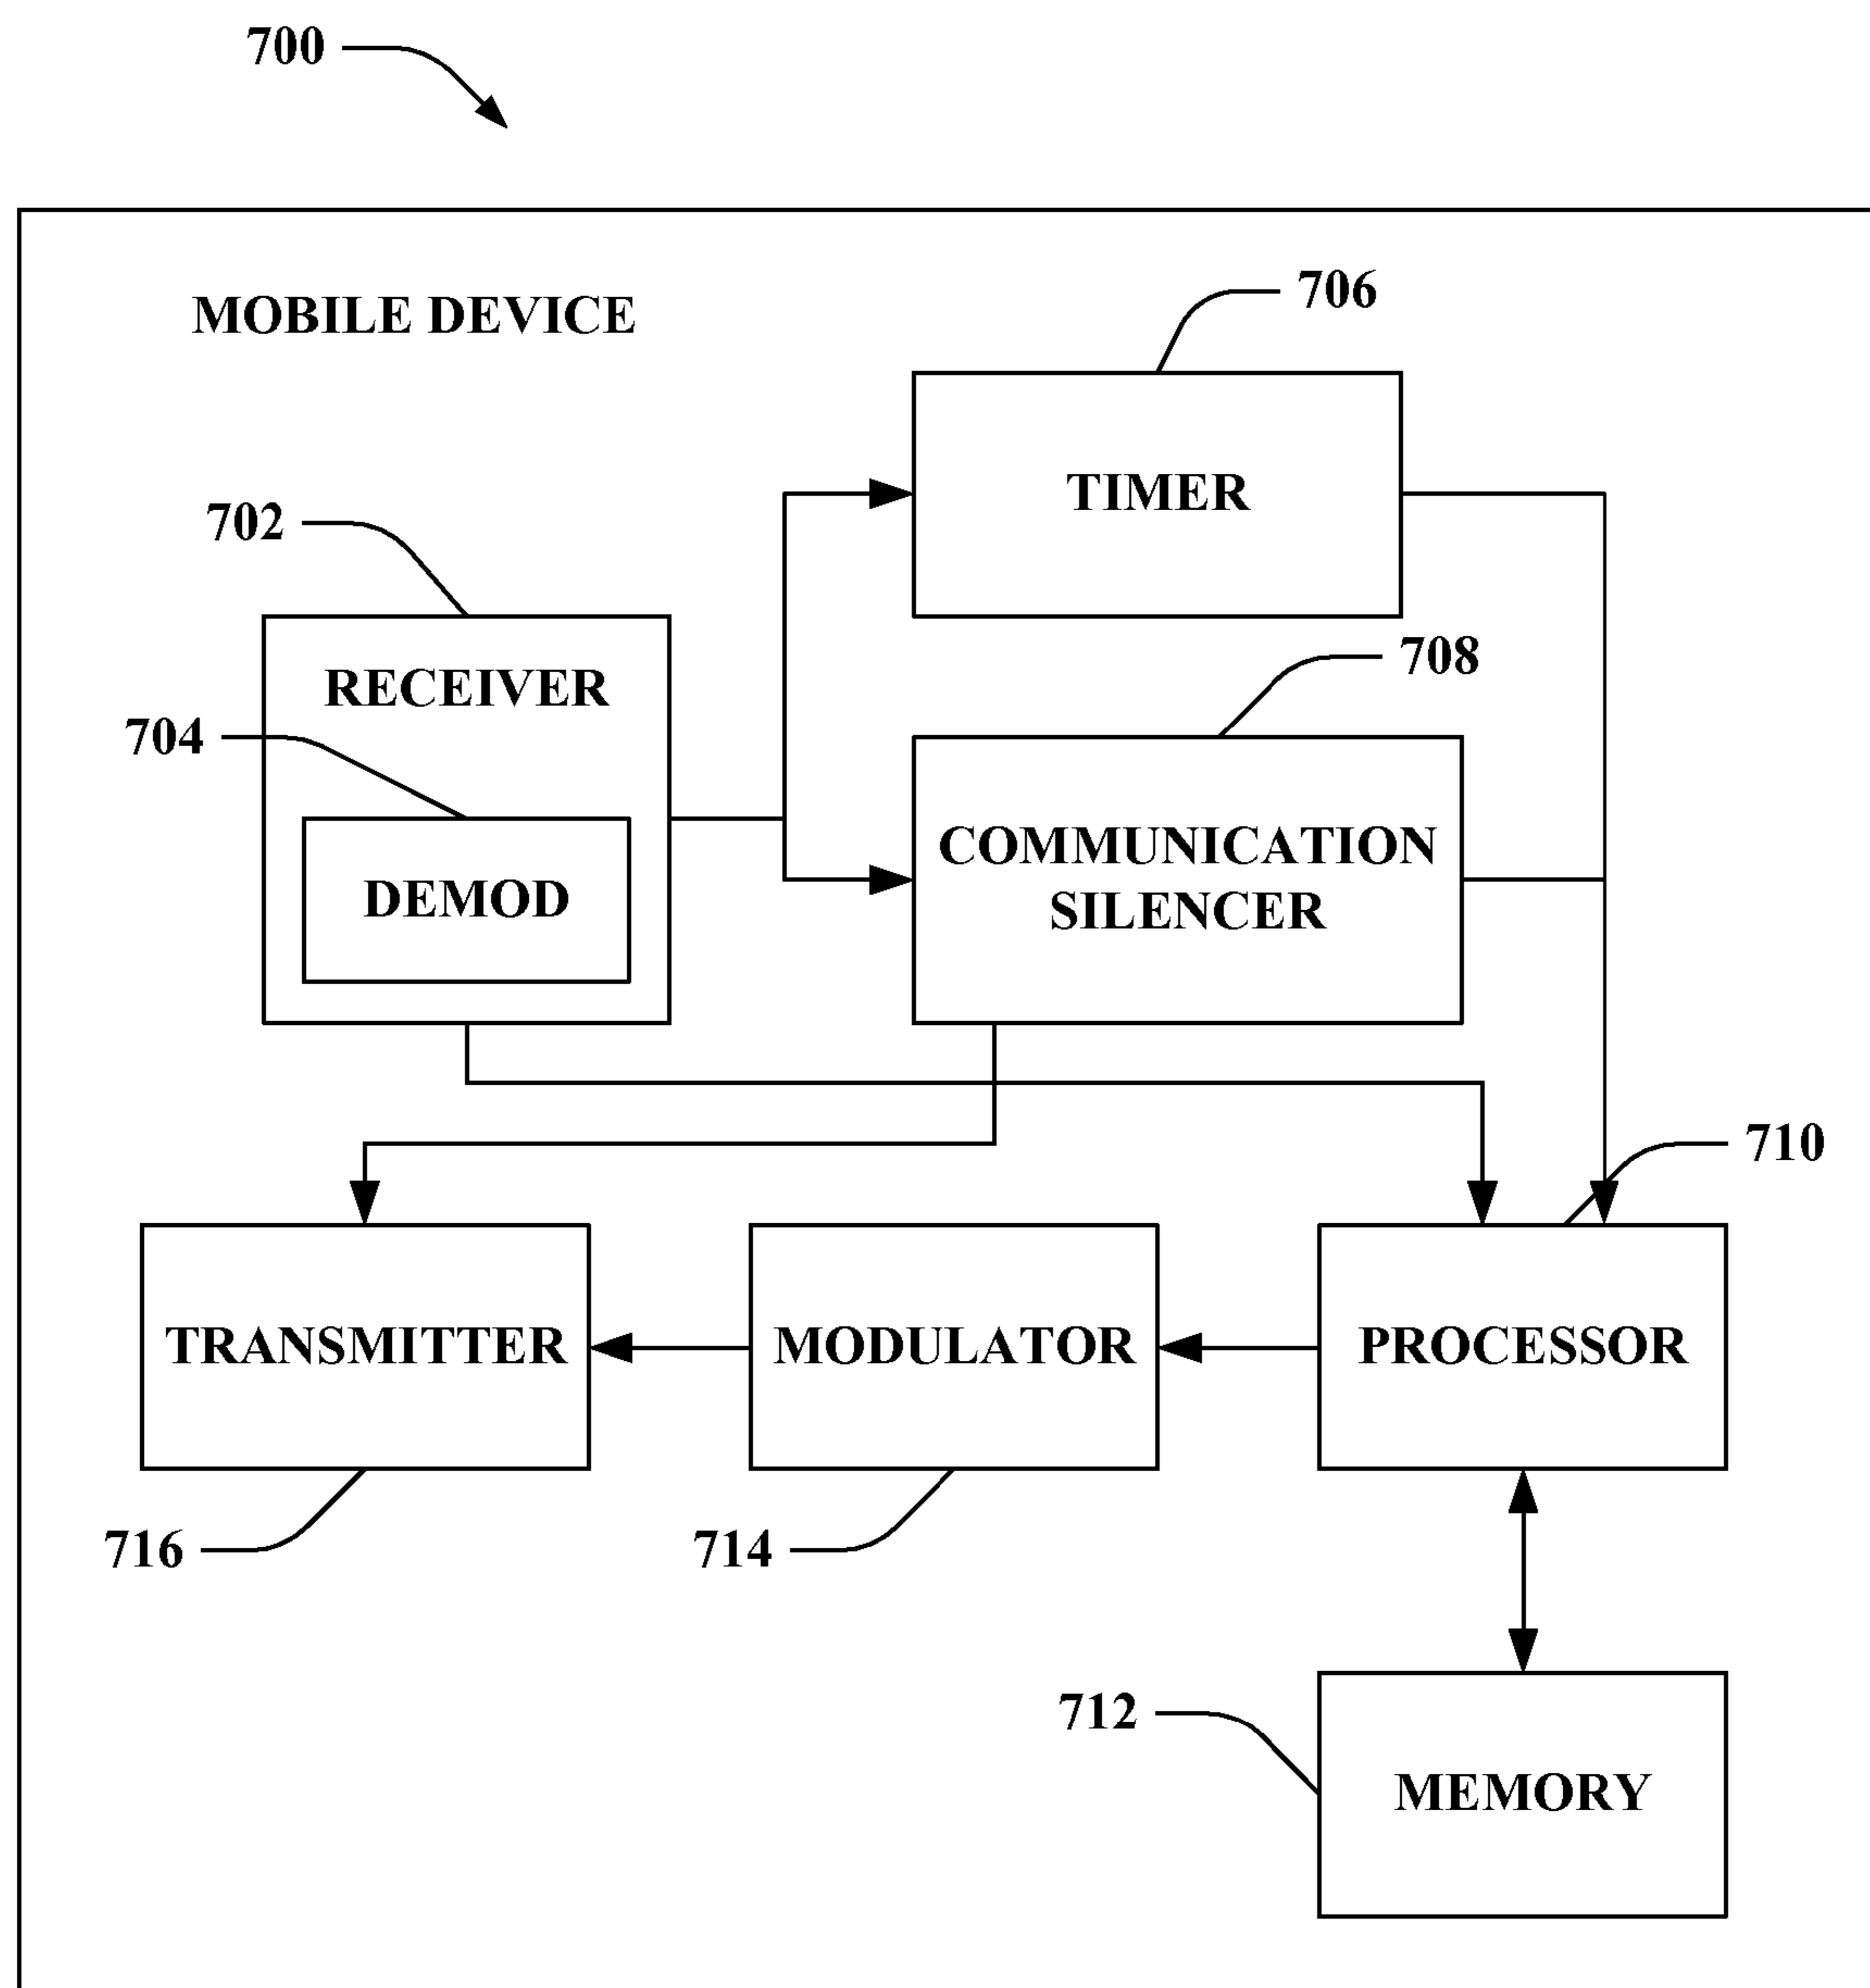 700
MOBILE DEVICE
706
TIMER
702
RECEIVER
708
704
DEMOD
COMMUNICATION
SILENCER
710
TRANSMITTER
MODULATOR
PROCESSOR
716
714
712
MEMORY